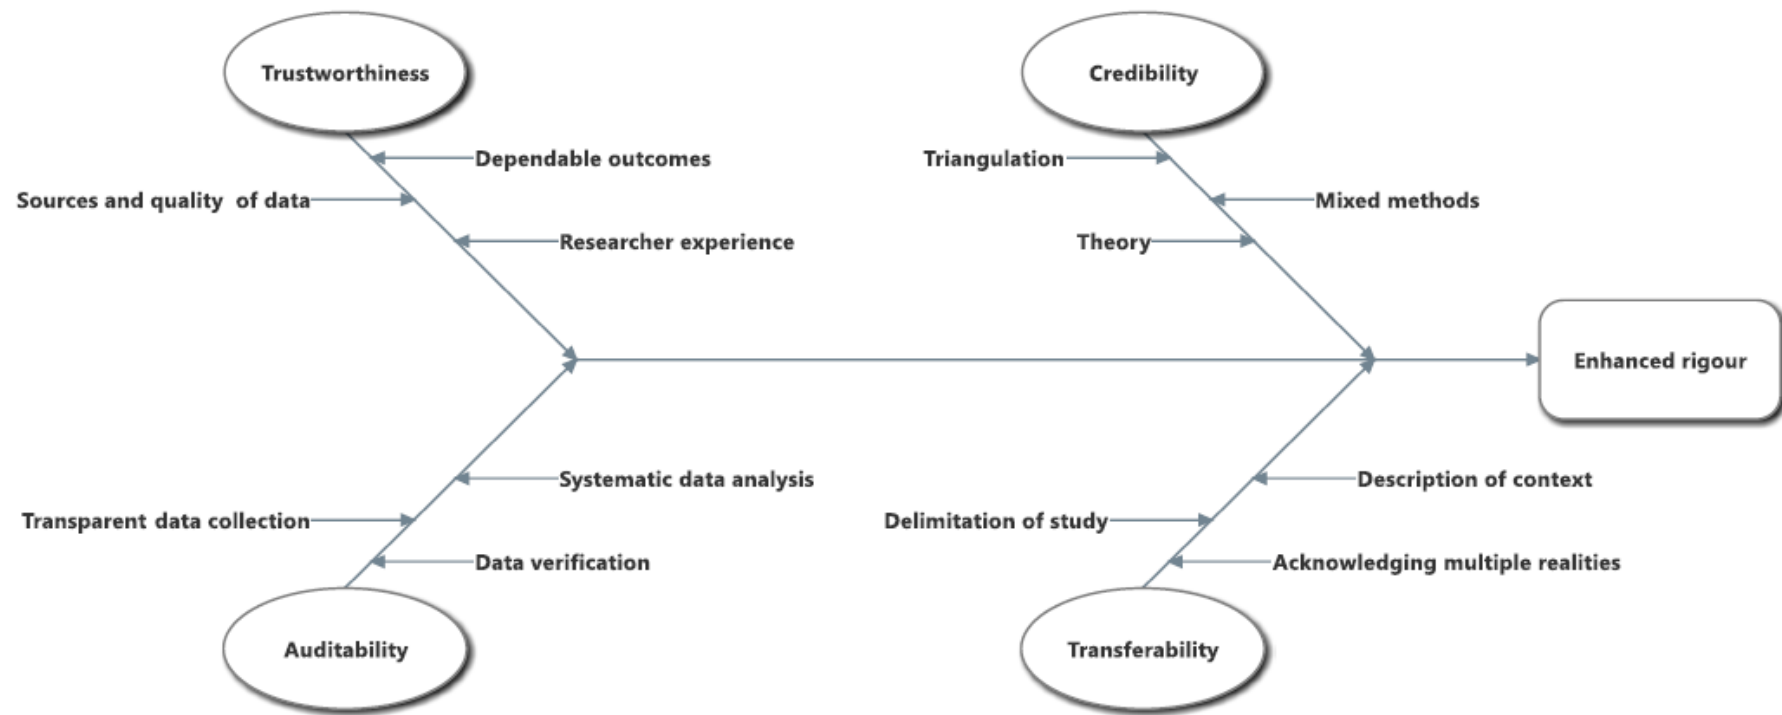 Trustworthiness
Credibility
Dependable outcomes
Triangulation
Sources and quality  of data
Mixed methods
Researcher experience
Theory
Enhanced rigour
Systematic data analysis
Description of context
Transparent data collection
Delimitation of study
Data verification
Acknowledging multiple realities
Auditability
Transferability